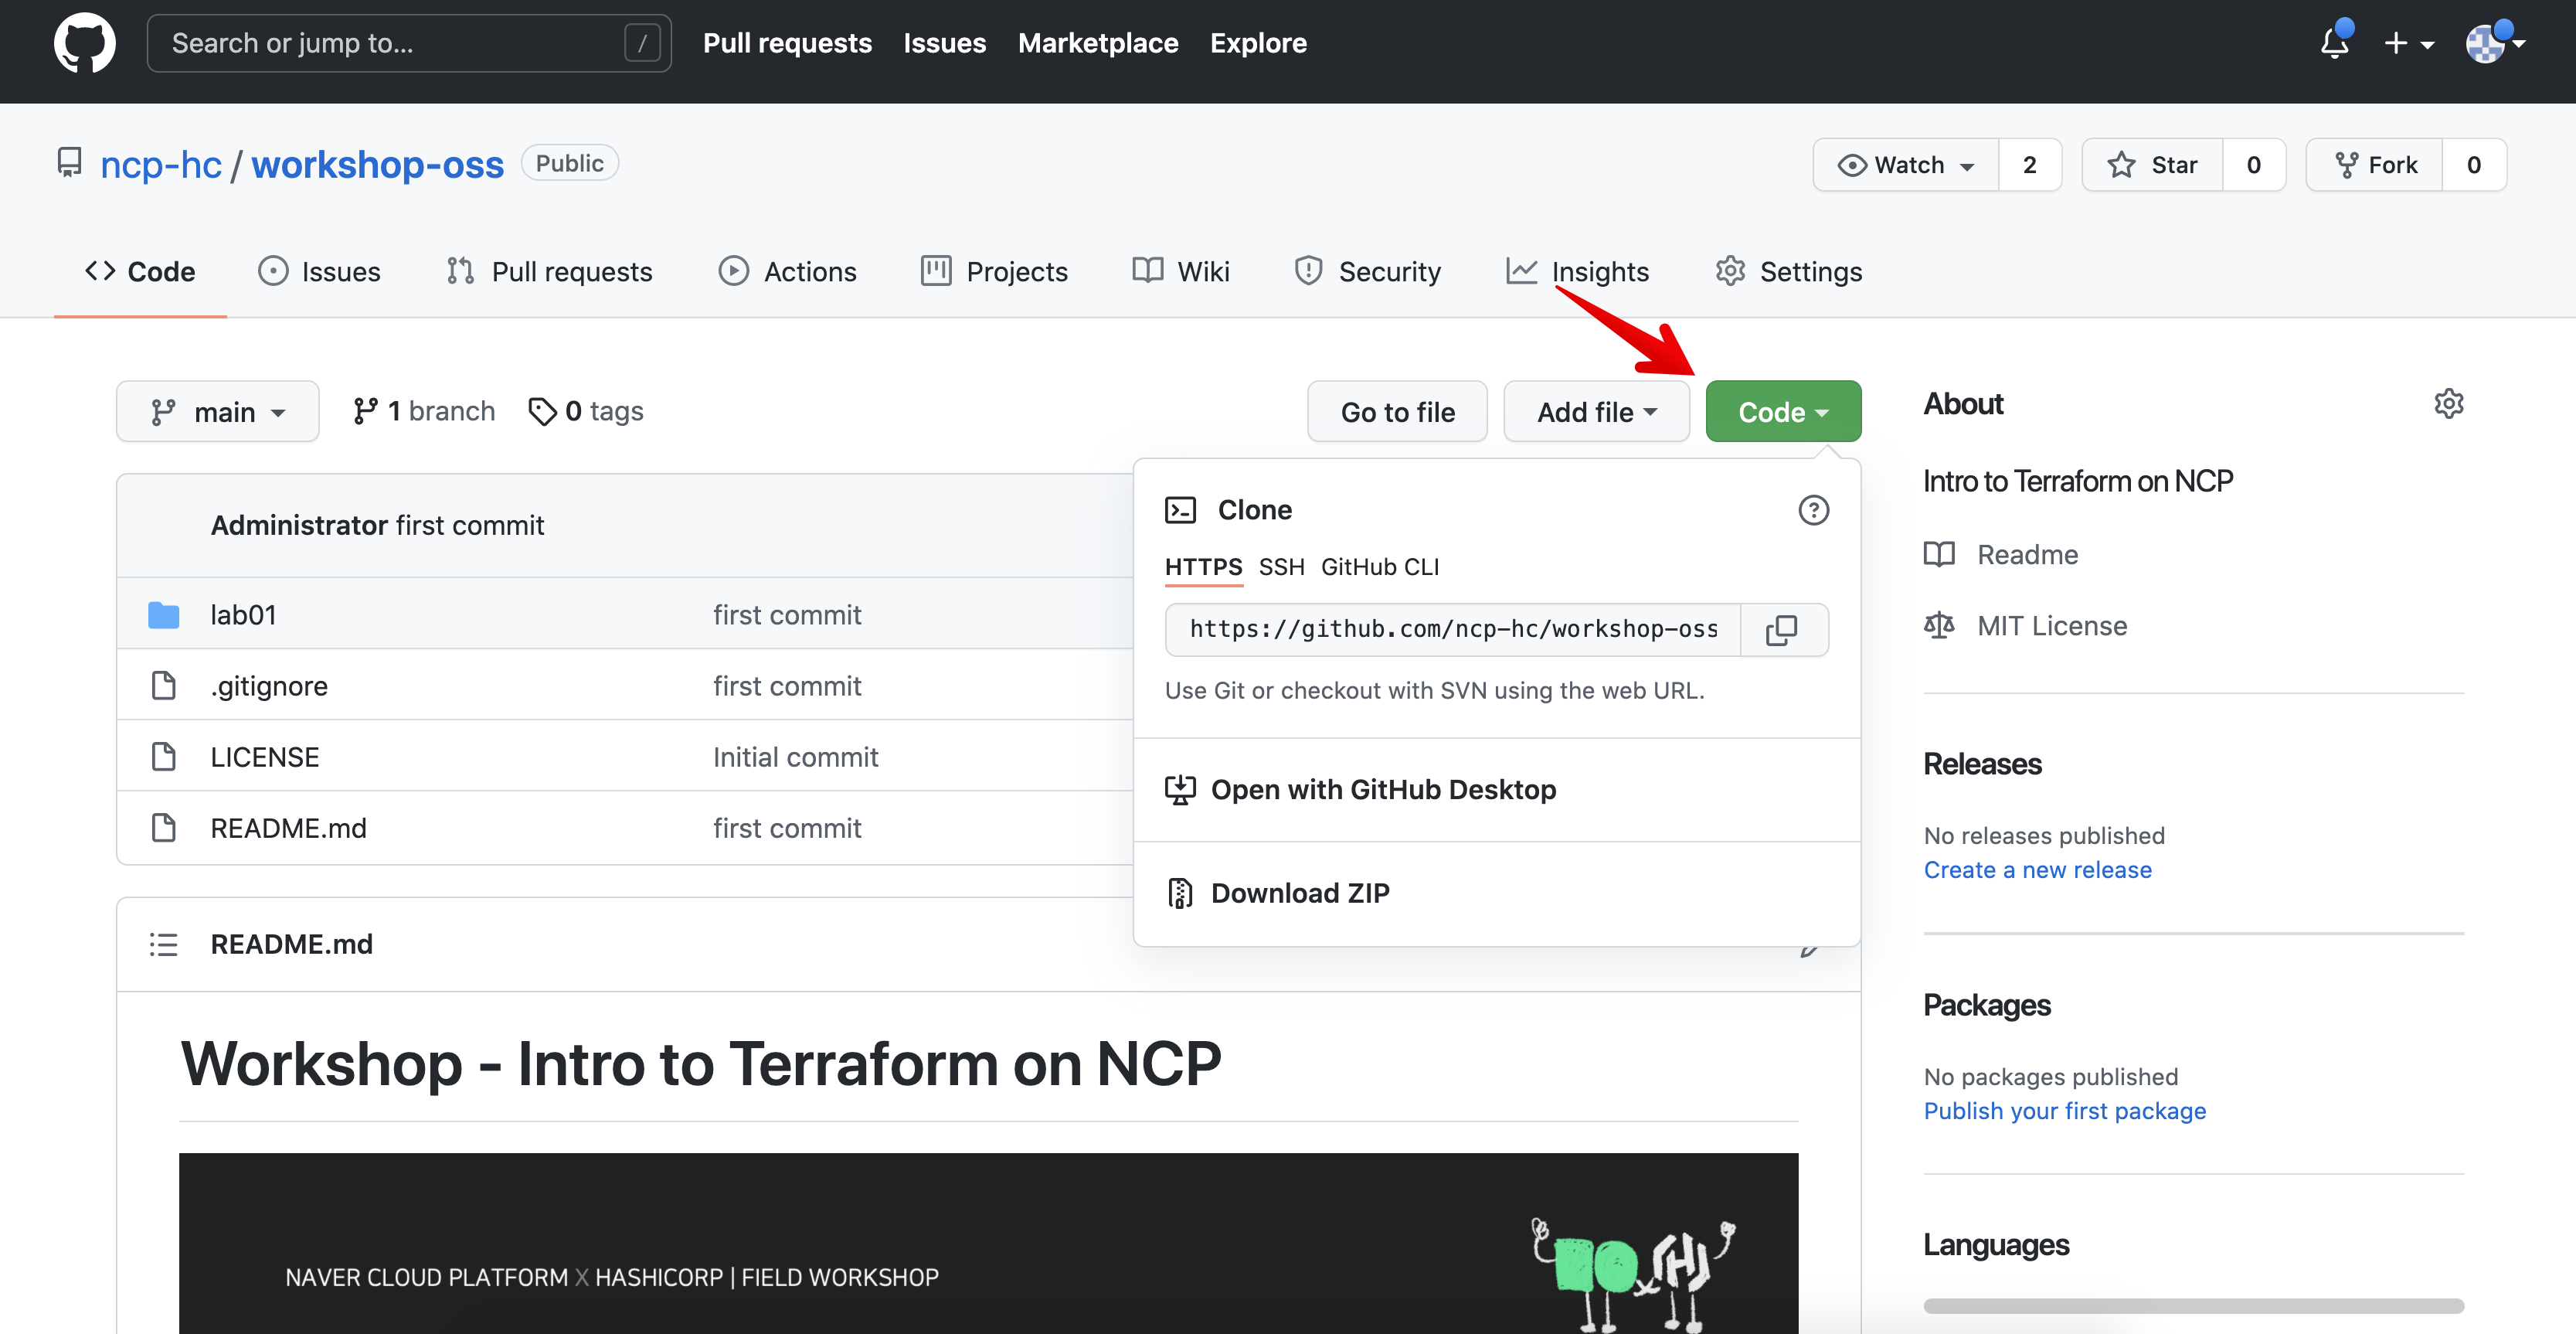 Search or jump to... /
Pull requests Issues Marketplace Explore
ncp-hc / workshop-oss Public
Watch 2 Star 0 Fork 0
Code Issues Pull requests Actions Projects Wiki Security Insights Settings
main 1 branch 0 tags
Go to file Add file Code
Administrator first commit
lab01 first commit
.gitignore first commit
LICENSE Initial commit
README.md first commit
Clone
HTTPS SSH GitHub CLI
https://github.com/ncp-hc/workshop-oss
Use Git or checkout with SVN using the web URL.
Open with GitHub Desktop
Download ZIP
README.md
Workshop - Intro to Terraform on NCP
NAVER CLOUD PLATFORM X HASHICORP | FIELD WORKSHOP
About
Intro to Terraform on NCP
Readme
MIT License
Releases
No releases published
Create a new release
Packages
No packages published
Publish your first package
Languages